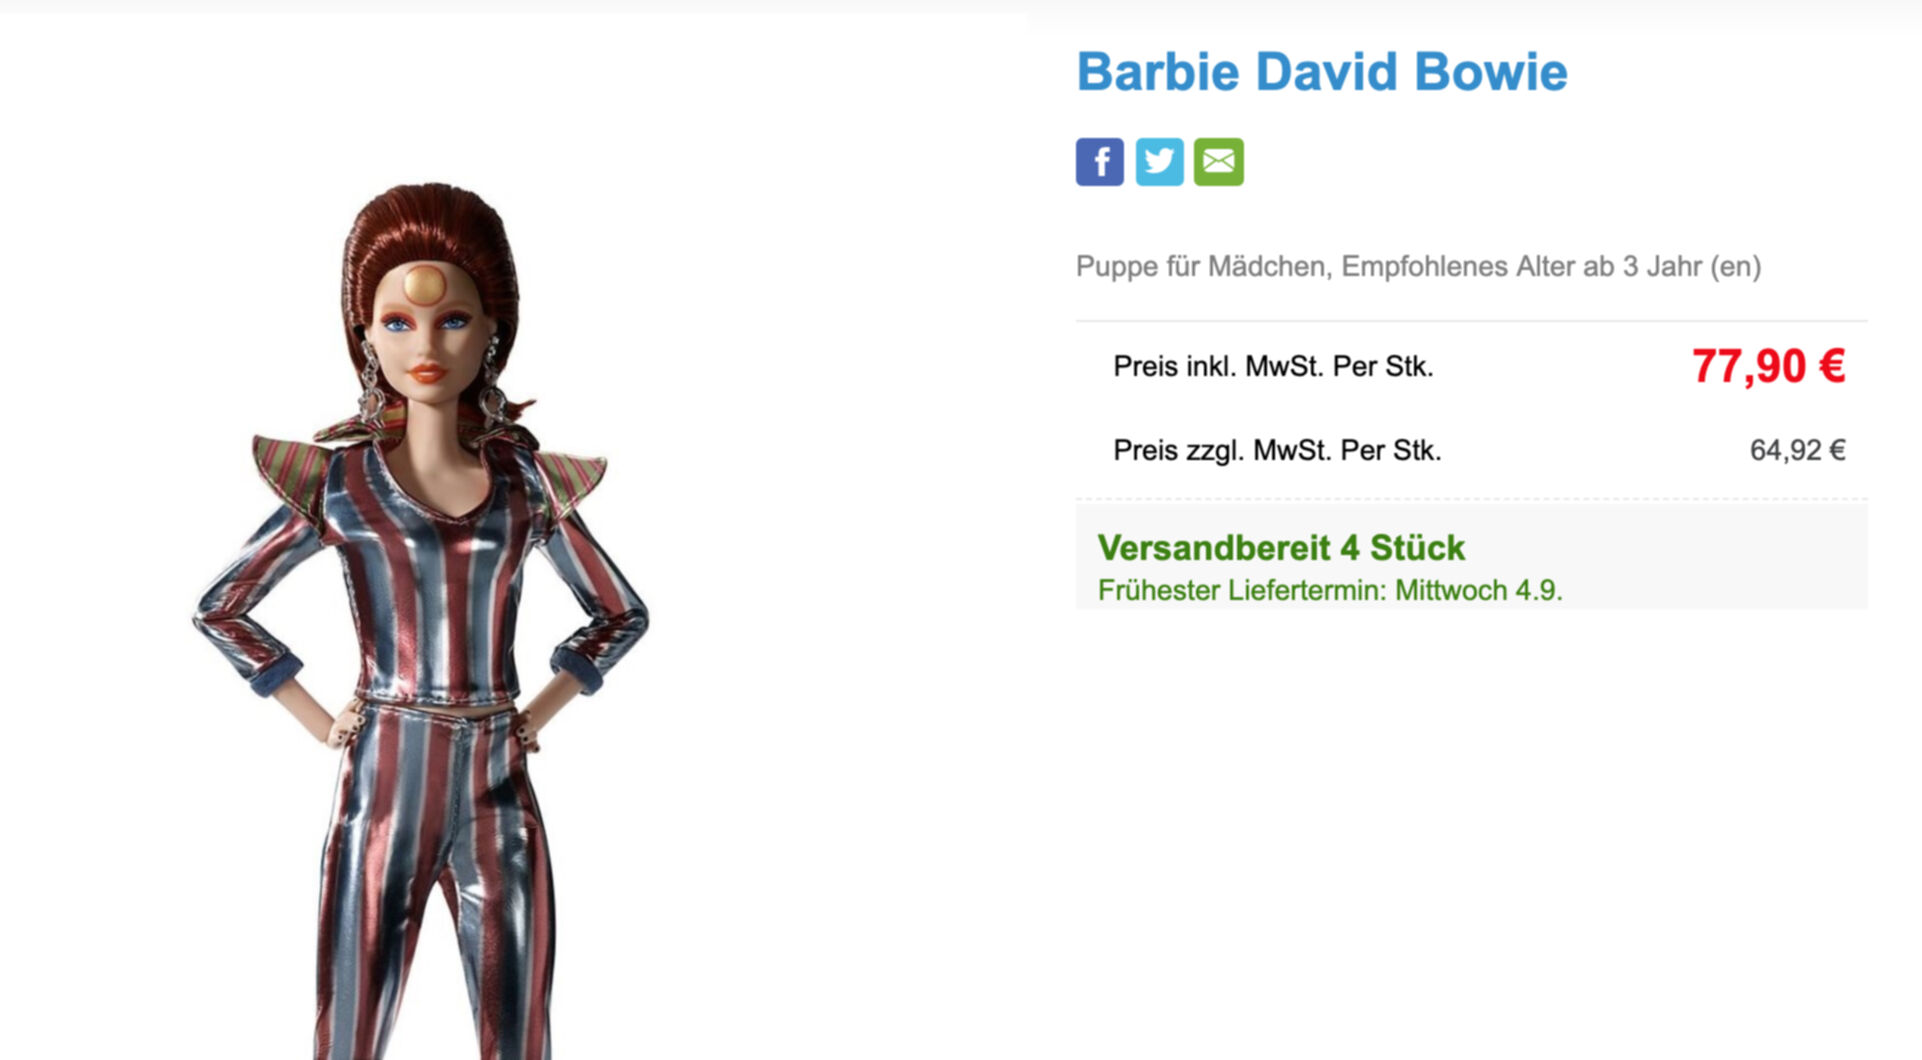 Barbie David Bowie
Puppe für Mädchen, Empfohlenes Alter ab 3 Jahr (en)
Preis inkl. MwSt. Per Stk. 77,90 €
Preis zzgl. MwSt. Per Stk. 64,92 €
Versandbereit 4 Stück
Frühester Liefertermin: Mittwoch 4.9.